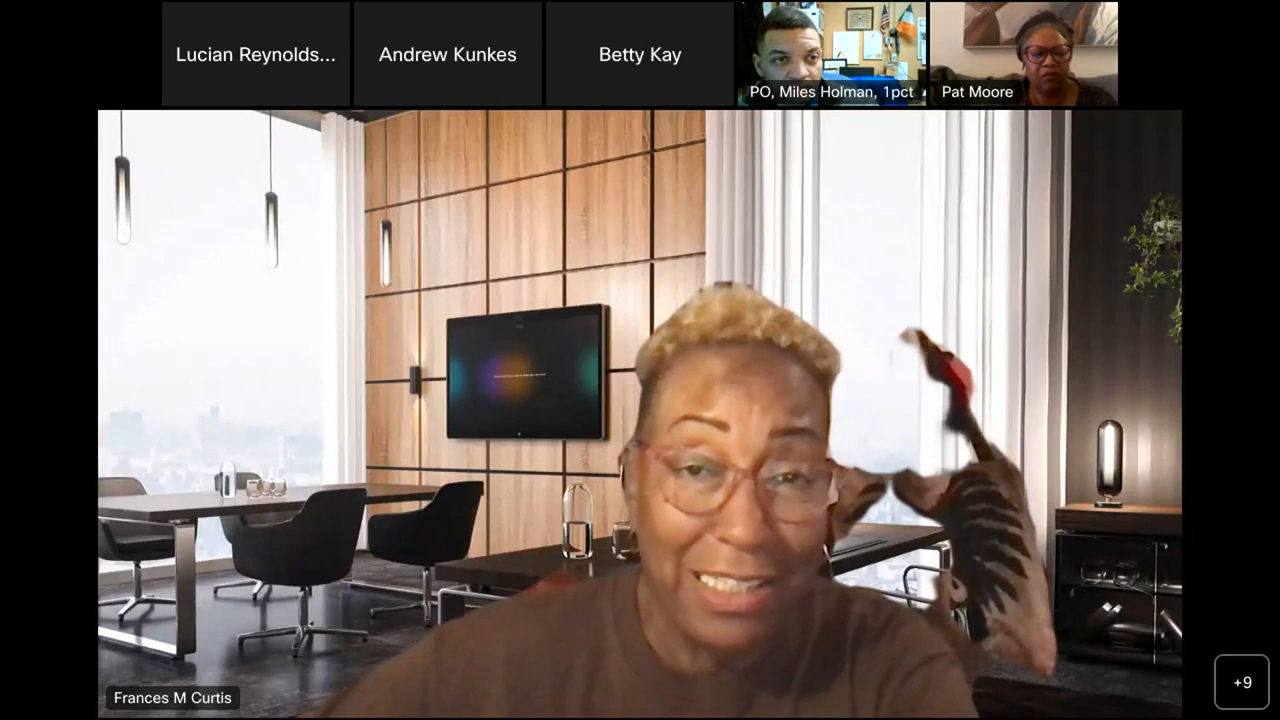 Lucian Reynolds...
Andrew Kunkes
Betty Kay
PO, Miles Holman, 1pct
Pat Moore
Frances M Curtis
+9